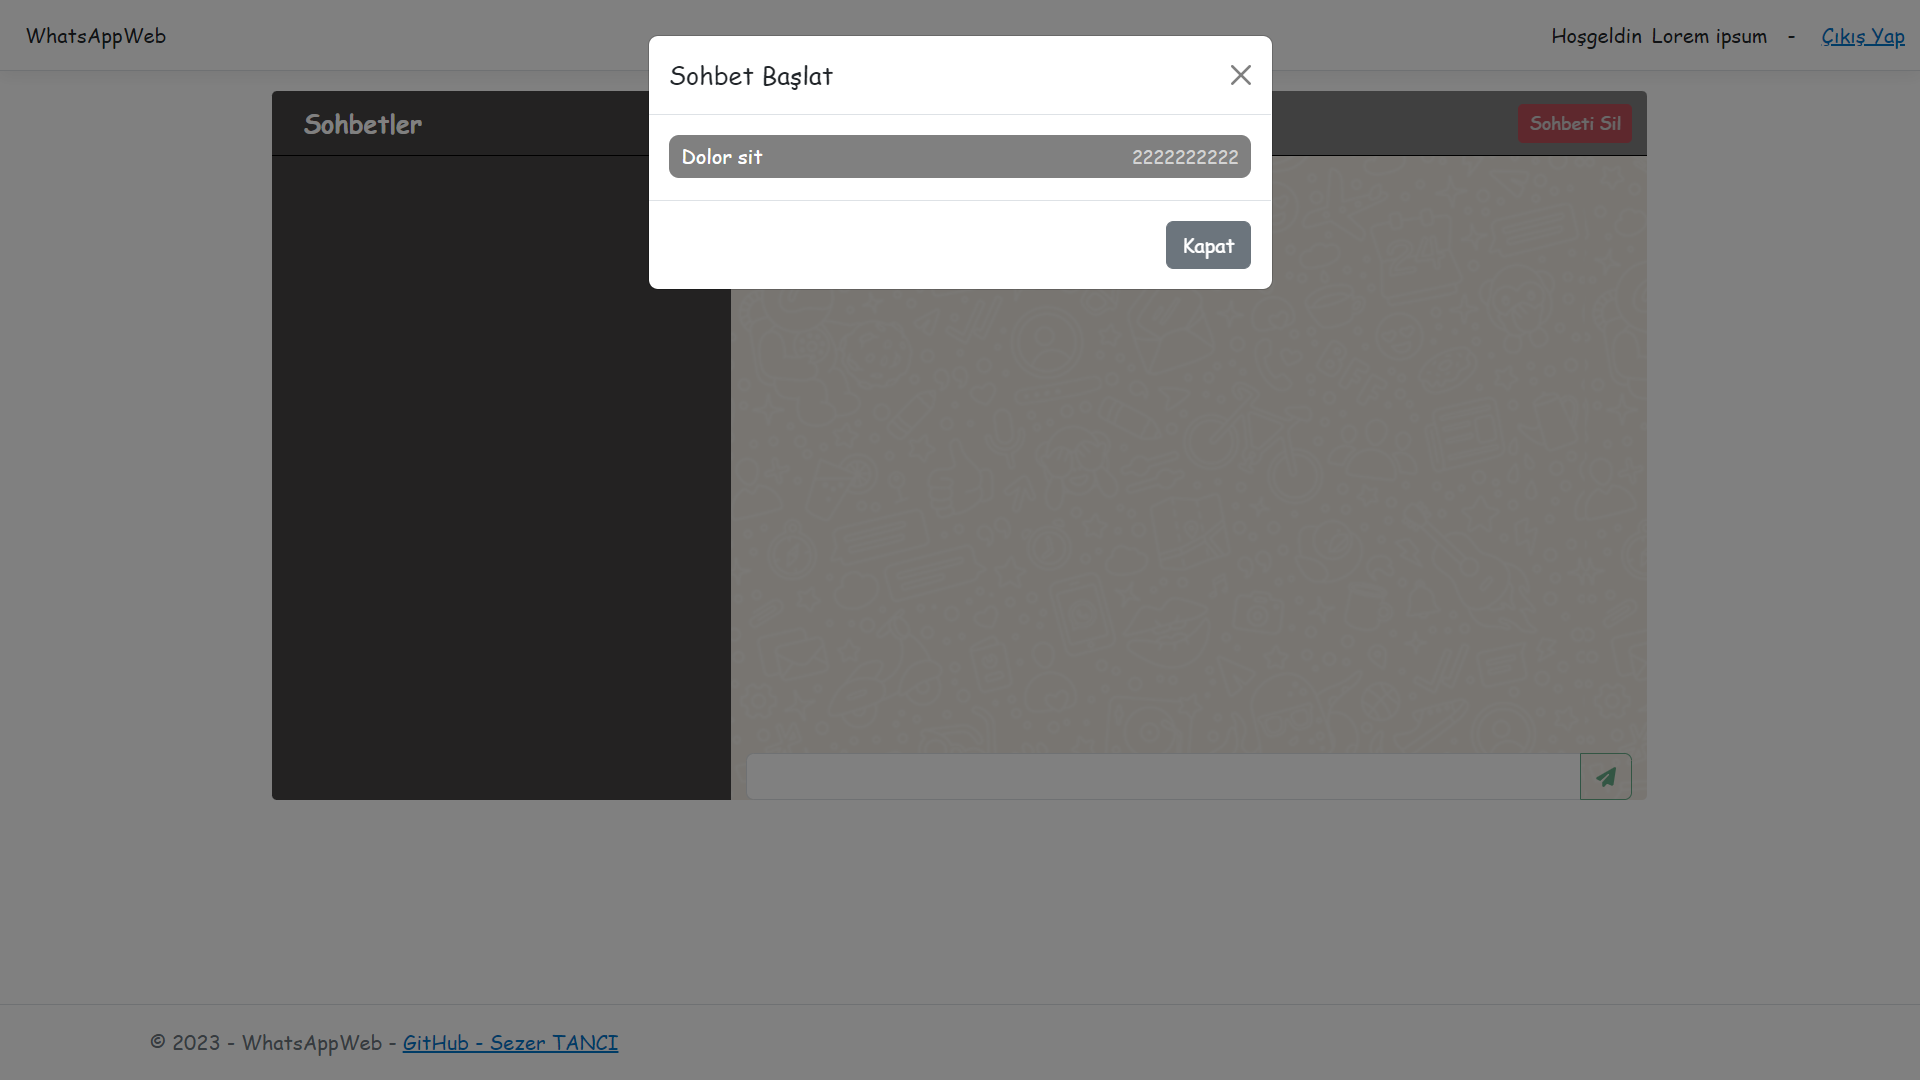 WhatsAppWeb
Hoşgeldin Lorem ipsum - Çıkış Yap
Sohbet Başlat
Sohbetler
Sohbeti Sil
Dolor sit 2222222222
Kapat
© 2023 - WhatsAppWeb - GitHub - Sezer TANCI